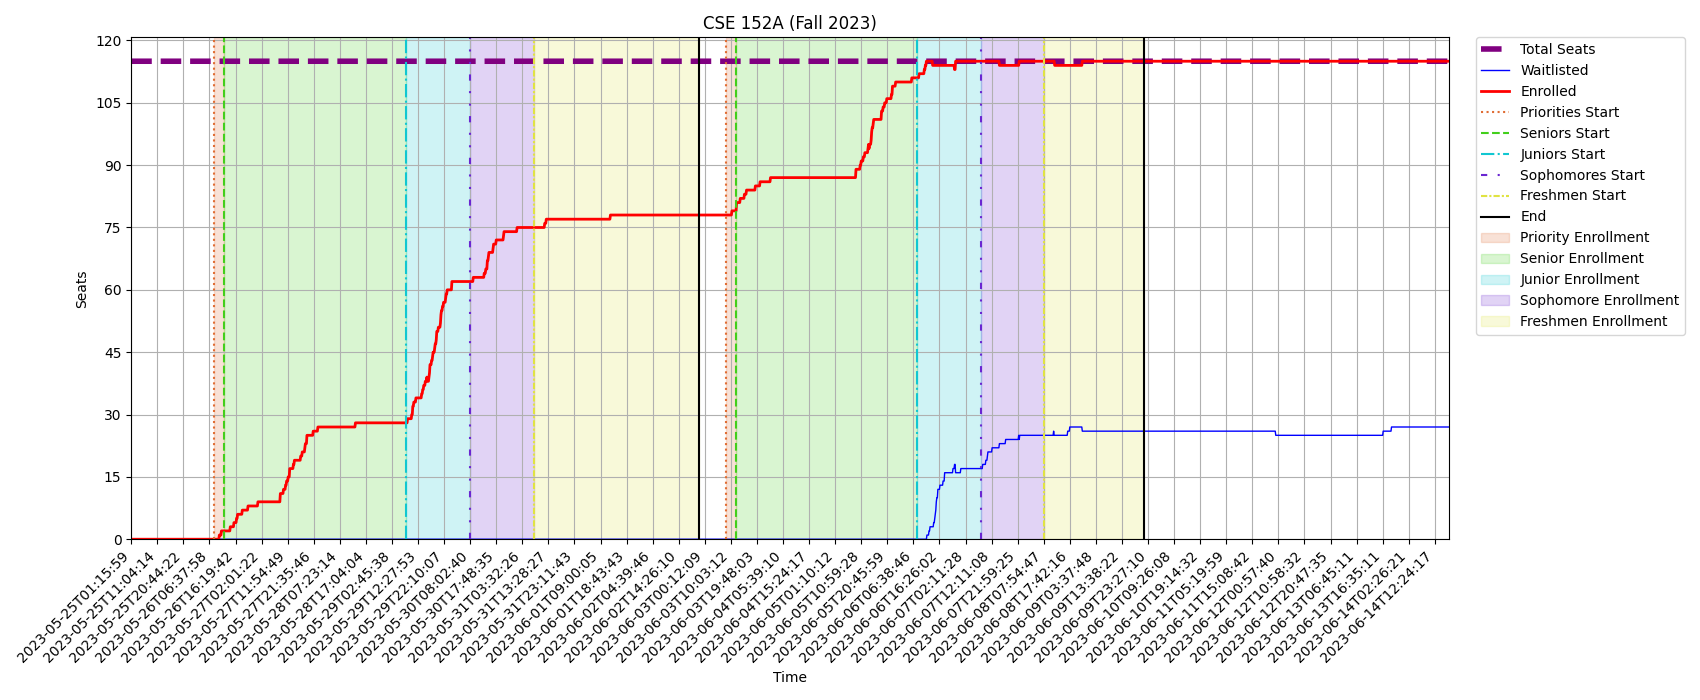 CSE 152A (Fall 2023)
120
105
90
75
60
45
30
15
0
Seats
2023-05-25T01:15:59
2023-05-25T11:04:14
2023-05-25T20:44:22
2023-05-26T06:37:58
2023-05-26T16:19:42
2023-05-27T02:01:22
2023-05-27T11:54:49
2023-05-27T21:35:46
2023-05-28T07:23:14
2023-05-28T17:04:04
2023-05-29T02:45:38
2023-05-29T12:27:53
2023-05-29T22:10:07
2023-05-30T08:02:40
2023-05-30T17:48:35
2023-05-31T03:32:26
2023-05-31T13:28:27
2023-05-31T23:11:43
2023-06-01T09:00:05
2023-06-01T18:43:43
2023-06-02T04:39:46
2023-06-02T14:26:10
2023-06-03T00:12:09
2023-06-03T10:03:12
2023-06-03T19:48:03
2023-06-04T05:39:10
2023-06-04T15:24:17
2023-06-05T01:10:12
2023-06-05T10:59:28
2023-06-05T20:45:59
2023-06-06T06:38:46
2023-06-06T16:26:02
2023-06-07T02:11:28
2023-06-07T12:11:08
2023-06-07T21:59:25
2023-06-08T07:54:47
2023-06-08T17:42:16
2023-06-09T03:37:48
2023-06-09T13:38:22
2023-06-09T23:27:10
2023-06-10T09:26:08
2023-06-10T19:14:32
2023-06-11T05:19:59
2023-06-11T15:08:42
2023-06-12T00:57:40
2023-06-12T10:58:32
2023-06-12T20:47:35
2023-06-13T06:45:11
2023-06-13T16:35:11
2023-06-14T02:26:21
2023-06-14T12:24:17
Time
Total Seats
Waitlisted
Enrolled
Priorities Start
Seniors Start
Juniors Start
Sophomores Start
Freshmen Start
End
Priority Enrollment
Senior Enrollment
Junior Enrollment
Sophomore Enrollment
Freshmen Enrollment